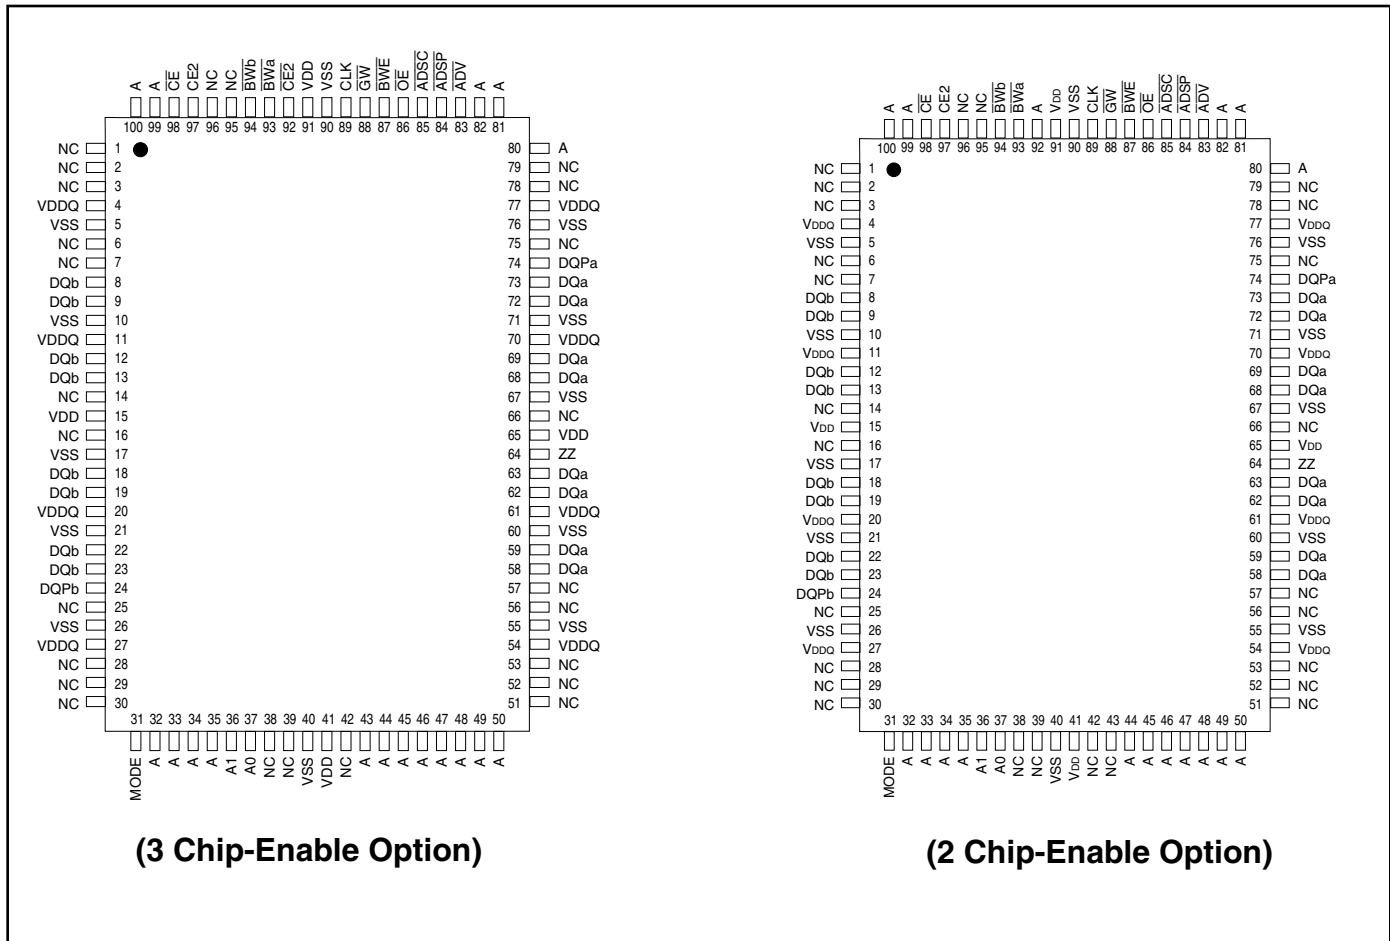 A A CE CE2 NC NC BWb BWa CE2 VDD VSS CLK GW BWE OE ADSC ADSP ADV A A
100 99 98 97 96 95 94 93 92 91 90 89 88 87 86 85 84 83 82 81
NC 1 80 A
NC 2 79 NC
NC 3 78 NC
VDDQ 4 77 VDDQ
VSS 5 76 VSS
NC 6 75 NC
NC 7 74 DQPa
DQb 8 73 DQa
DQb 9 72 DQa
VSS 10 71 VSS
VDDQ 11 70 VDDQ
DQb 12 69 DQa
DQb 13 68 DQa
NC 14 67 VSS
VDD 15 66 NC
NC 16 65 VDD
VSS 17 64 ZZ
DQb 18 63 DQa
DQb 19 62 DQa
VDDQ 20 61 VDDQ
VSS 21 60 VSS
DQb 22 59 DQa
DQb 23 58 DQa
DQPb 24 57 NC
NC 25 56 NC
VSS 26 55 VSS
VDDQ 27 54 VDDQ
NC 28 53 NC
NC 29 52 NC
NC 30 51 NC
31 32 33 34 35 36 37 38 39 40 41 42 43 44 45 46 47 48 49 50
MODE A A A A A1 A0 NC NC VSS VDD NC A A A A A A A A
(3 Chip-Enable Option)
A A CE CE2 NC NC BWb BWa A VDD VSS CLK GW BWE OE ADSC ADSP ADV A A
100 99 98 97 96 95 94 93 92 91 90 89 88 87 86 85 84 83 82 81
NC 1 80 A
NC 2 79 NC
NC 3 78 NC
VDDQ 4 77 VDDQ
VSS 5 76 VSS
NC 6 75 NC
NC 7 74 DQPa
DQb 8 73 DQa
DQb 9 72 DQa
VSS 10 71 VSS
VDDQ 11 70 VDDQ
DQb 12 69 DQa
DQb 13 68 DQa
NC 14 67 VSS
VDD 15 66 NC
NC 16 65 VDD
VSS 17 64 ZZ
DQb 18 63 DQa
DQb 19 62 DQa
VDDQ 20 61 VDDQ
VSS 21 60 VSS
DQb 22 59 DQa
DQb 23 58 DQa
DQPb 24 57 NC
NC 25 56 NC
VSS 26 55 VSS
VDDQ 27 54 VDDQ
NC 28 53 NC
NC 29 52 NC
NC 30 51 NC
31 32 33 34 35 36 37 38 39 40 41 42 43 44 45 46 47 48 49 50
MODE A A A A A1 A0 NC NC VSS VDD NC NC A A A A A A A
(2 Chip-Enable Option)